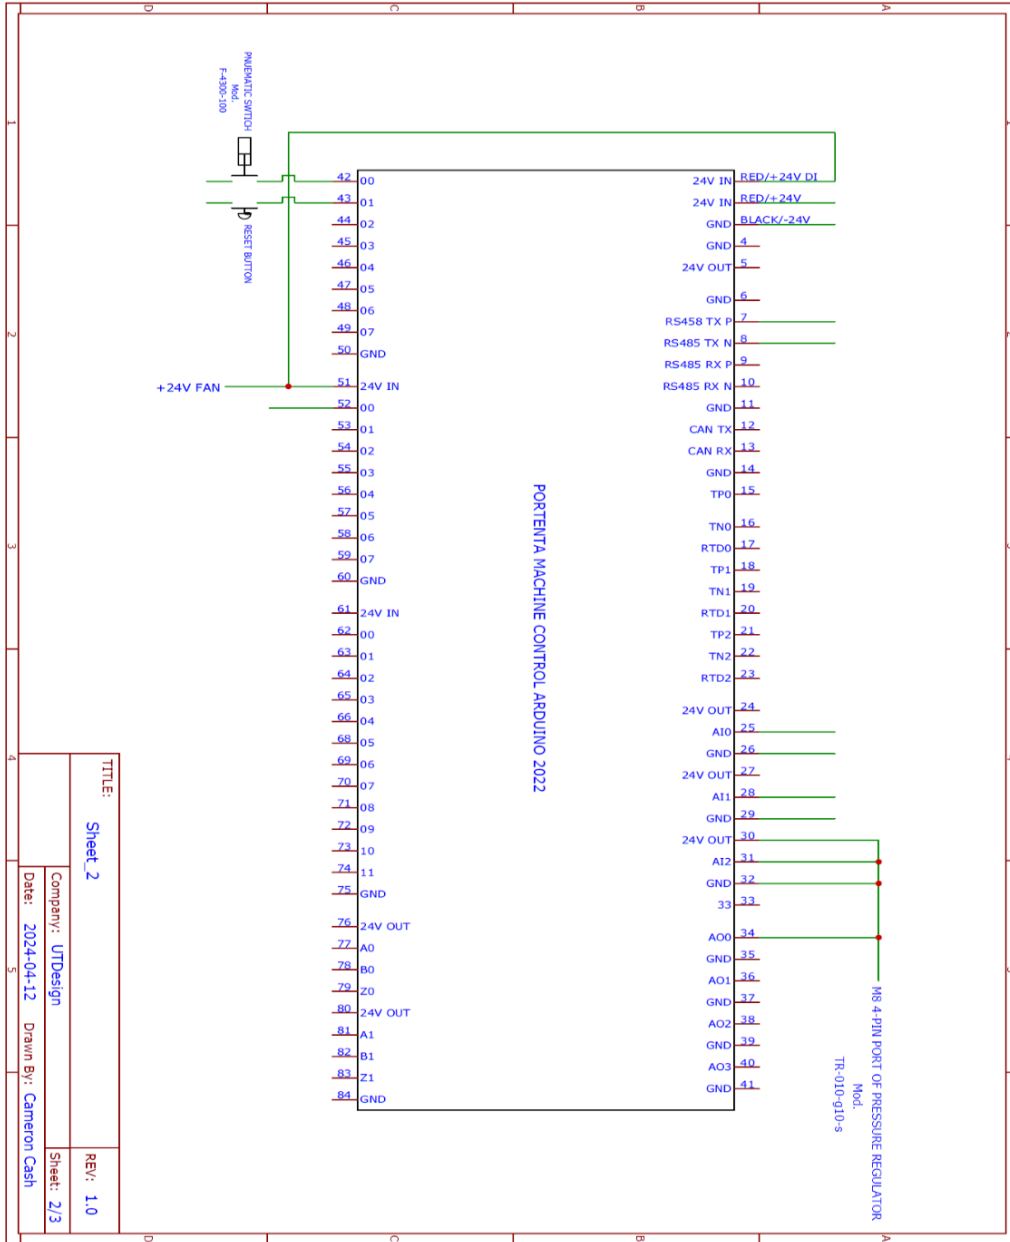 D
C
B
A
1
2
3
4
5
PNUEMATIC SWTICH
Mod.
F-4300-100
RESET BUTTON
+24V FAN
42 00
43 01
44 02
45 03
46 04
47 05
48 06
49 07
50 GND
51 24V IN
52 00
53 01
54 02
55 03
56 04
57 05
58 06
59 07
60 GND
61 24V IN
62 00
63 01
64 02
65 03
66 04
68 05
69 06
70 07
71 08
72 09
73 10
74 11
75 GND
76 24V OUT
77 A0
78 B0
79 Z0
80 24V OUT
81 A1
82 B1
83 Z1
84 GND
PORTENTA MACHINE CONTROL ARDUINO 2022
24V IN RED/+24V DI
24V IN RED/+24V
GND BLACK/-24V
GND 4
24V OUT 5
GND 6
RS458 TX P 7
RS485 TX N 8
RS485 RX P 9
RS485 RX N 10
GND 11
CAN TX 12
CAN RX 13
GND 14
TP0 15
TN0 16
RTD0 17
TP1 18
TN1 19
RTD1 20
TP2 21
TN2 22
RTD2 23
24V OUT 24
AI0 25
GND 26
24V OUT 27
AI1 28
GND 29
24V OUT 30
AI2 31
GND 32
33 33
AO0 34
GND 35
AO1 36
GND 37
AO2 38
GND 39
AO3 40
GND 41
M8 4-PIN PORT OF PRESSURE REGULATOR
Mod.
TR-010-g10-s
TITLE:
Sheet_2
REV: 1.0
Company: UTDesign
Sheet: 2/3
Date: 2024-04-12 Drawn By: Cameron Cash
D
C
B
A